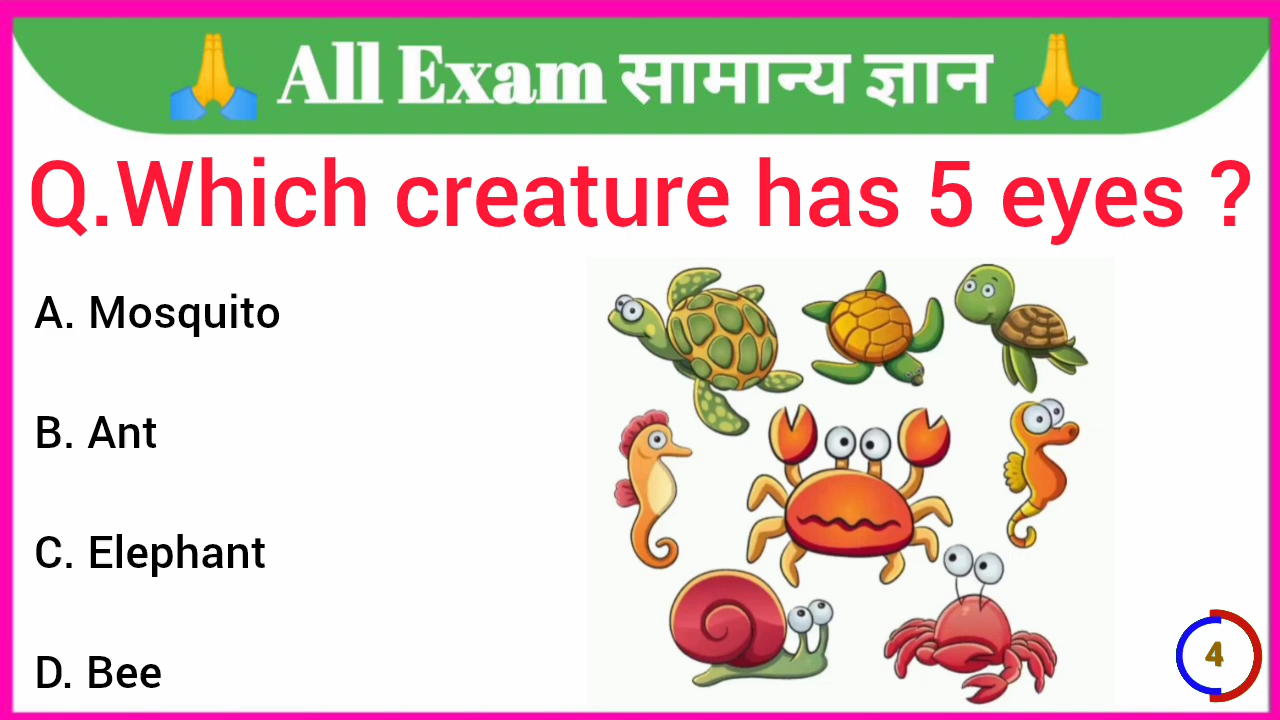 🙏 All Exam सामान्य ज्ञान 🙏
Q.Which creature has 5 eyes ?
A. Mosquito
B. Ant
C. Elephant
D. Bee
4